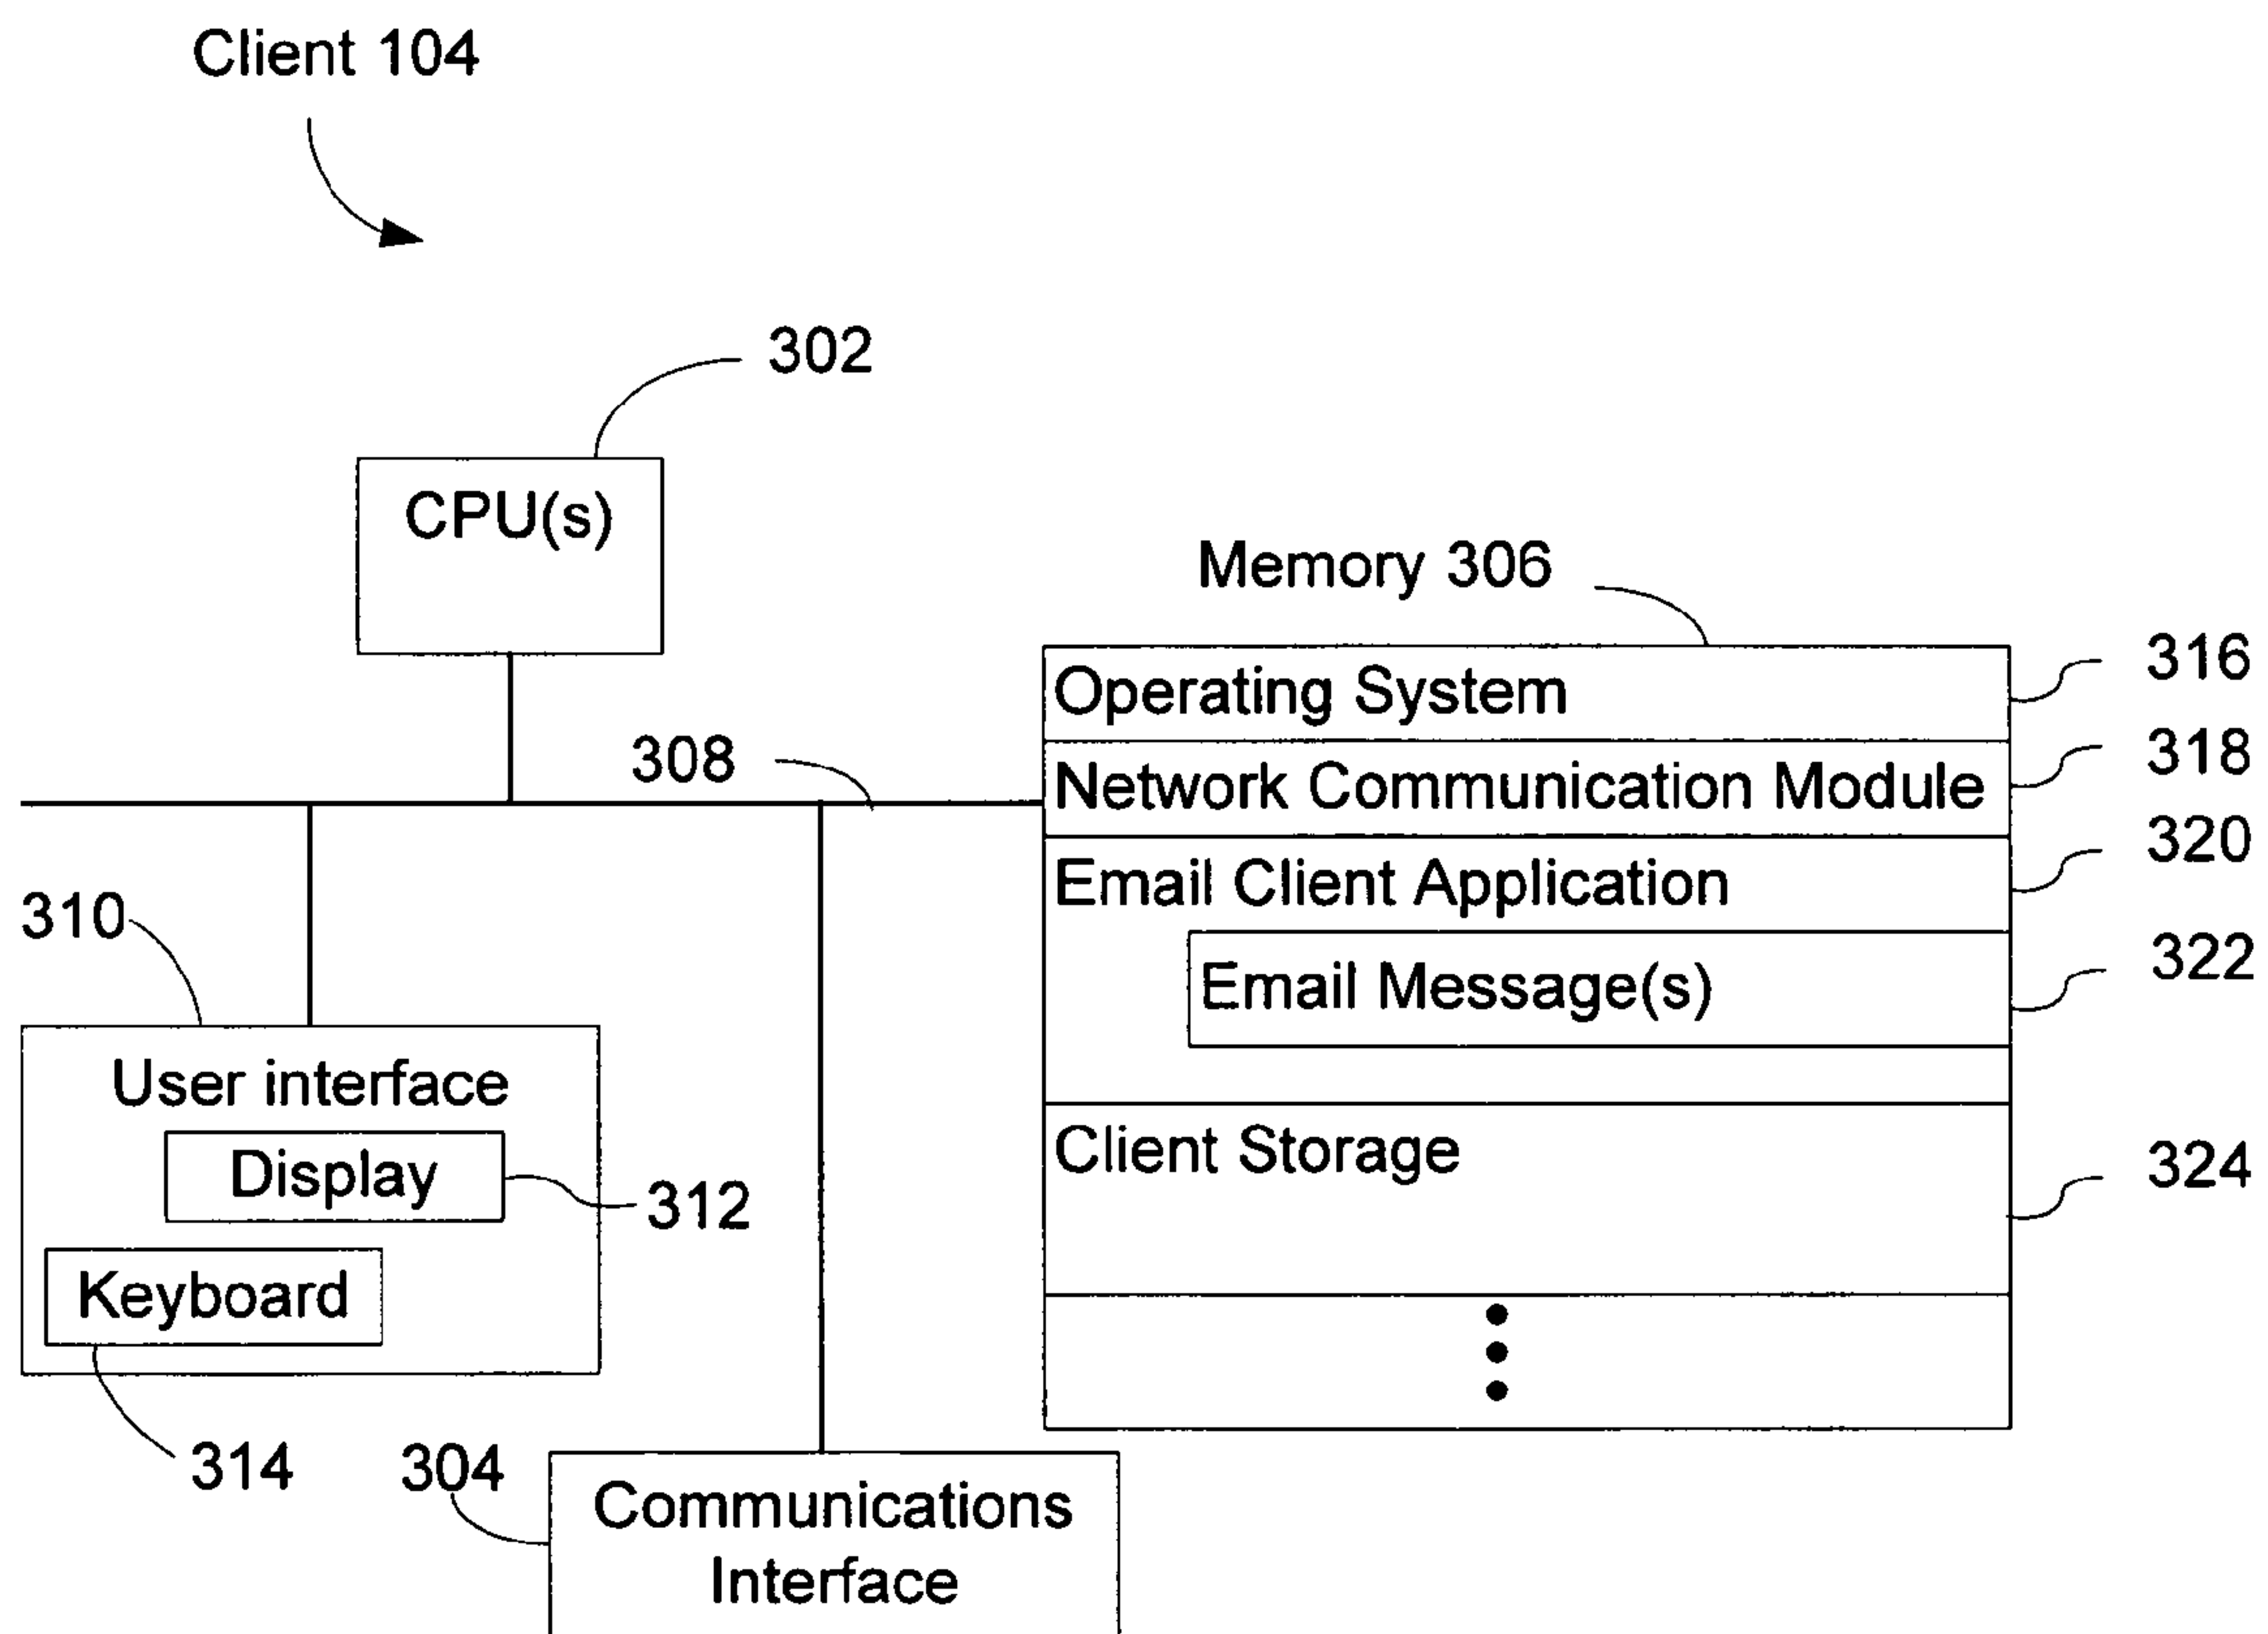 Client 104
302
CPU(s)
Memory 306
Operating System
316
308
Network Communication Module
318
Email Client Application
320
310
Email Message(s)
322
User interface
Display
312
Client Storage
324
Keyboard
314
304
Communications
Interface